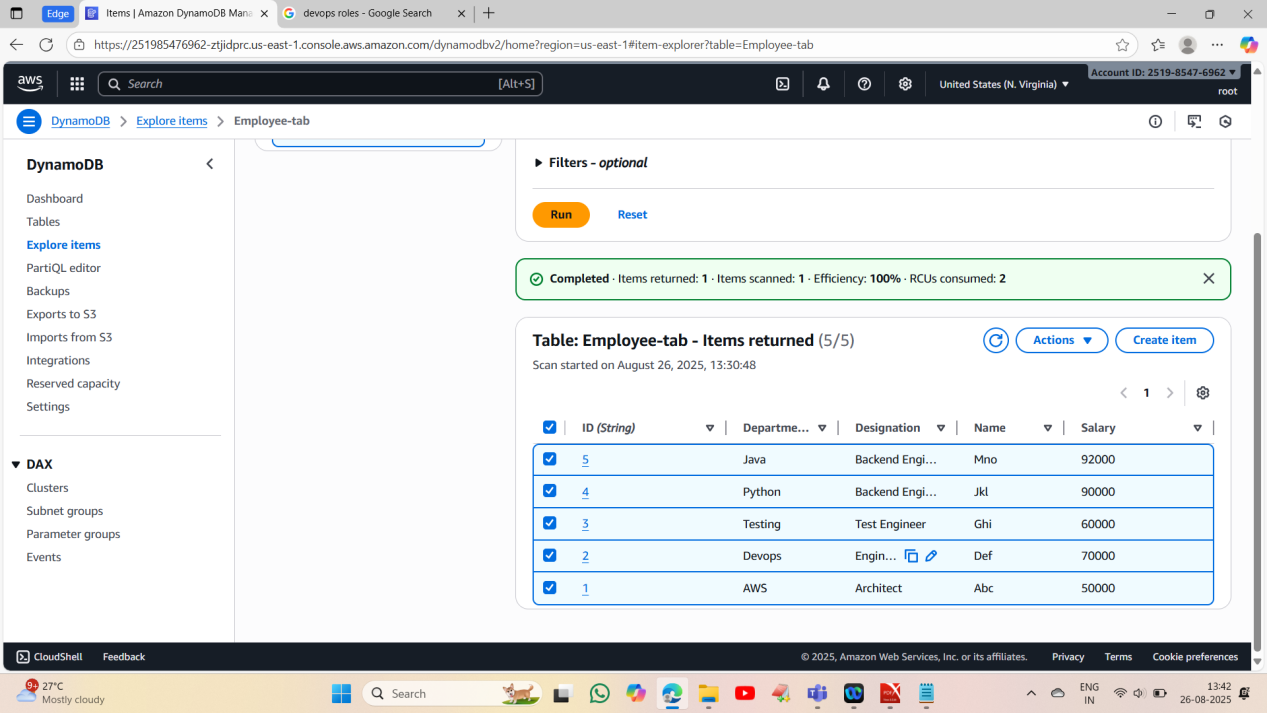 Edge
Items | Amazon DynamoDB Mana
devops roles - Google Search
https://251985476962-ztjidprc.us-east-1.console.aws.amazon.com/dynamodbv2/home?region=us-east-1#item-explorer?table=Employee-tab
aws
Search
[Alt+S]
United States (N. Virginia)
Account ID: 2519-8547-6962
root
DynamoDB
Explore items
Employee-tab
DynamoDB
Dashboard
Tables
Explore items
PartiQL editor
Backups
Exports to S3
Imports from S3
Integrations
Reserved capacity
Settings
DAX
Clusters
Subnet groups
Parameter groups
Events
Filters - optional
Run Reset
Completed · Items returned: 1 · Items scanned: 1 · Efficiency: 100% · RCUs consumed: 2
Table: Employee-tab - Items returned (5/5)
Actions
Create item
Scan started on August 26, 2025, 13:30:48
1
ID (String) Departme... Designation Name Salary
5 Java Backend Engi... Mno 92000
4 Python Backend Engi... Jkl 90000
3 Testing Test Engineer Ghi 60000
2 Devops Engin... Def 70000
1 AWS Architect Abc 50000
CloudShell Feedback © 2025, Amazon Web Services, Inc. or its affiliates. Privacy Terms Cookie preferences
9+
27°C
Mostly cloudy
Search
PDF
ENG
IN
13:42
26-08-2025